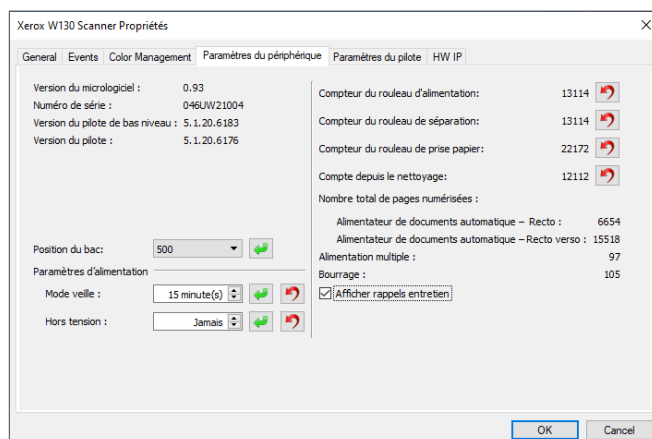 Xerox W130 Scanner Propriétés
General Events Color Management Paramètres du périphérique Paramètres du pilote HW IP
Version du micrologiciel : 0.93
Numéro de série : 046UW21004
Version du pilote de bas niveau : 5.1.20.6183
Version du pilote : 5.1.20.6176
Position du bac: 500
Paramètres d'alimentation
Mode veille : 15 minute(s)
Hors tension : Jamais
Compteur du rouleau d'alimentation: 13114
Compteur du rouleau de séparation: 13114
Compteur du rouleau de prise papier: 22172
Compte depuis le nettoyage: 12112
Nombre total de pages numérisées :
Alimentateur de documents automatique – Recto : 6654
Alimentateur de documents automatique – Recto verso : 15518
Alimentation multiple : 97
Bourrage : 105
Afficher rappels entretien
OK Cancel